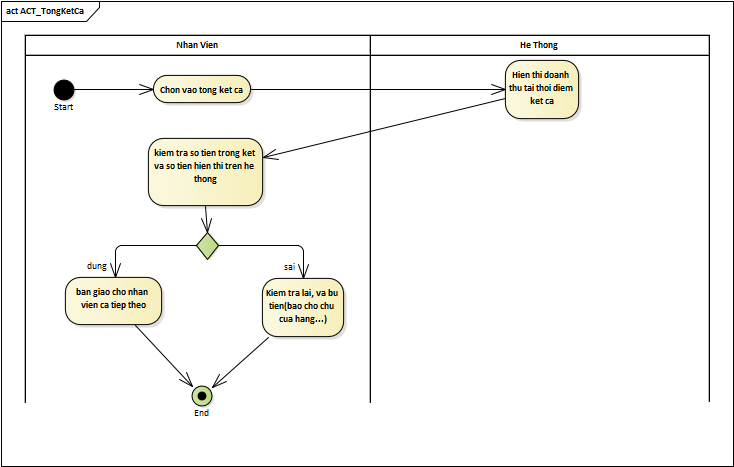 act ACT_TongKetCa
Nhan Vien
He Thong
Start
Chon vao tong ket ca
Hien thi doanh
thu tai thoi diem
ket ca
kiem tra so tien trong ket
va so tien hien thi tren he
thong
dung
sai
ban giao cho nhan
vien ca tiep theo
Kiem tra lai, va bu
tien(bao cho chu
cua hang...)
End